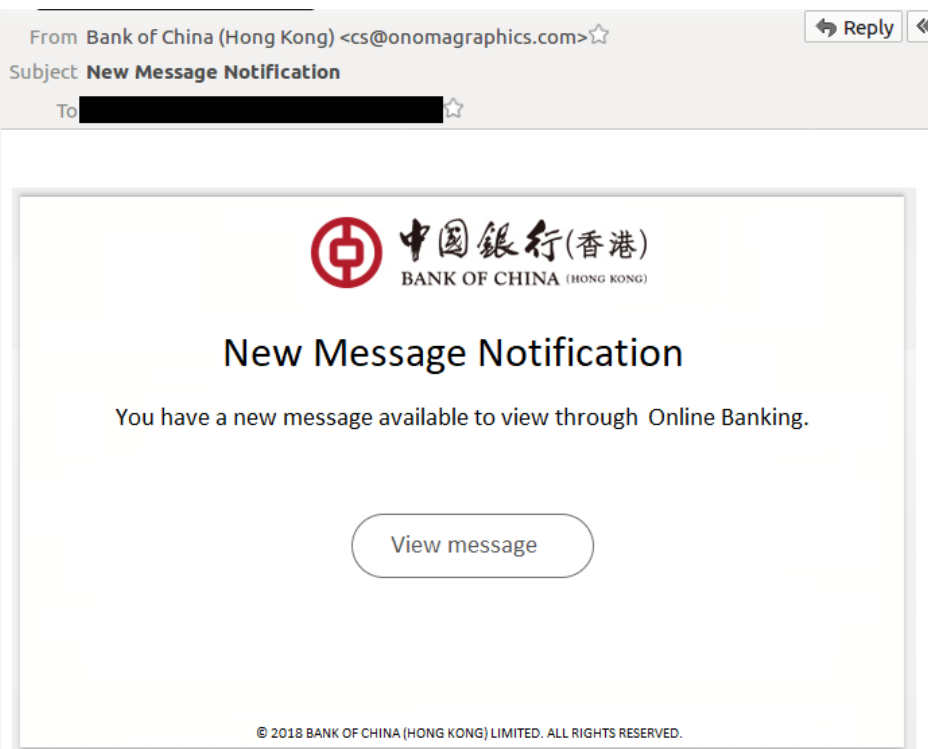 From Bank of China (Hong Kong) <cs@onomagraphics.com>
Reply
Subject New Message Notification
To
中國銀行(香港)
BANK OF CHINA (HONG KONG)
New Message Notification
You have a new message available to view through Online Banking.
View message
© 2018 BANK OF CHINA (HONG KONG) LIMITED. ALL RIGHTS RESERVED.